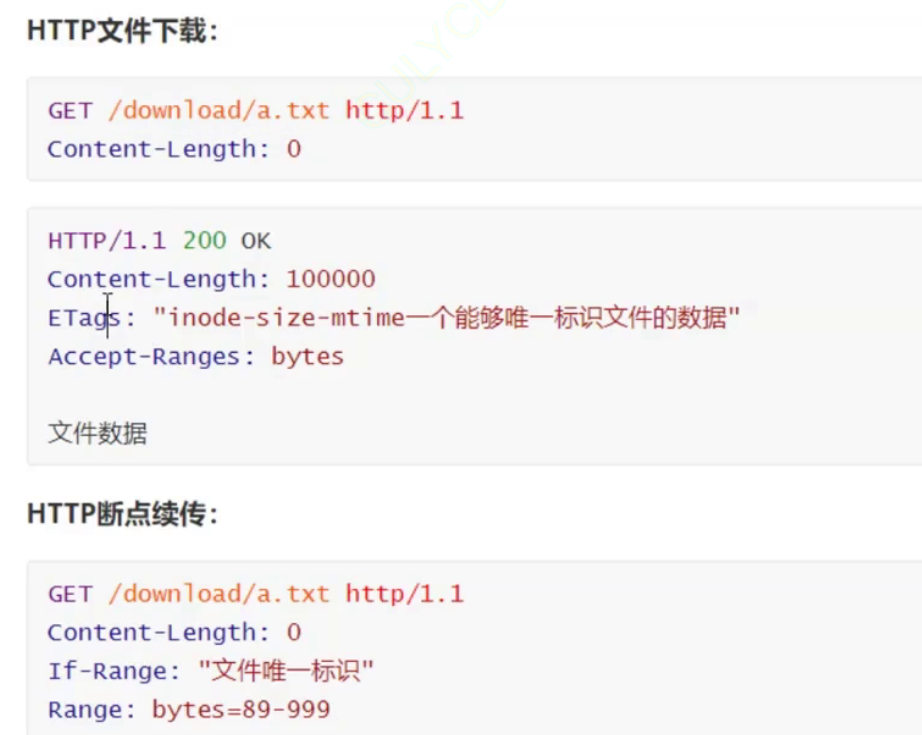 HTTP文件下载：
GET /download/a.txt http/1.1
Content-Length: 0
HTTP/1.1 200 OK
Content-Length: 100000
ETags: "inode-size-mtime一个能够唯一标识文件的数据"
Accept-Ranges: bytes
文件数据
HTTP断点续传：
GET /download/a.txt http/1.1
Content-Length: 0
If-Range: "文件唯一标识"
Range: bytes=89-999